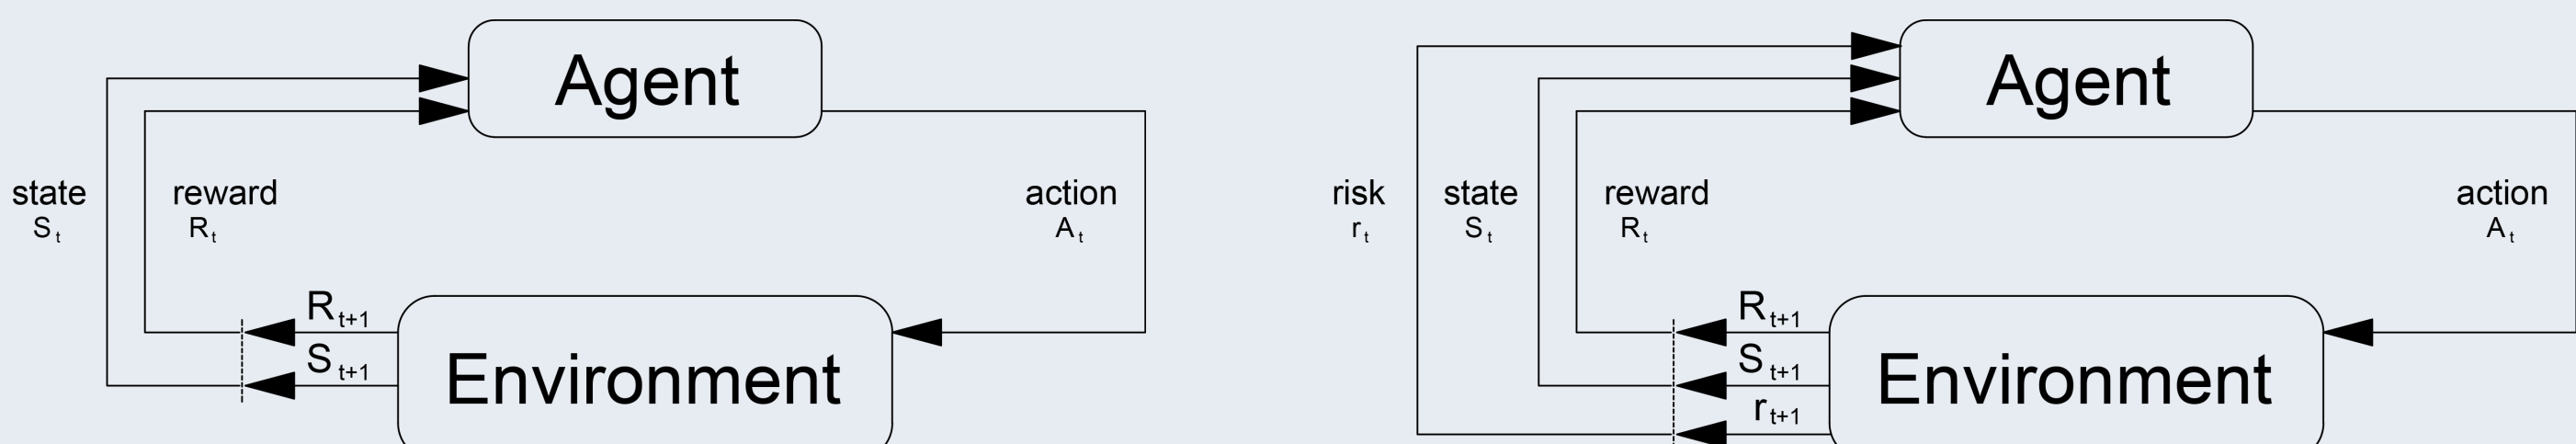 Agent
state
S t
reward
R t
action
A t
R t+1
S t+1
Environment
Agent
risk
r t
state
S t
reward
R t
action
A t
R t+1
S t+1
r t+1
Environment